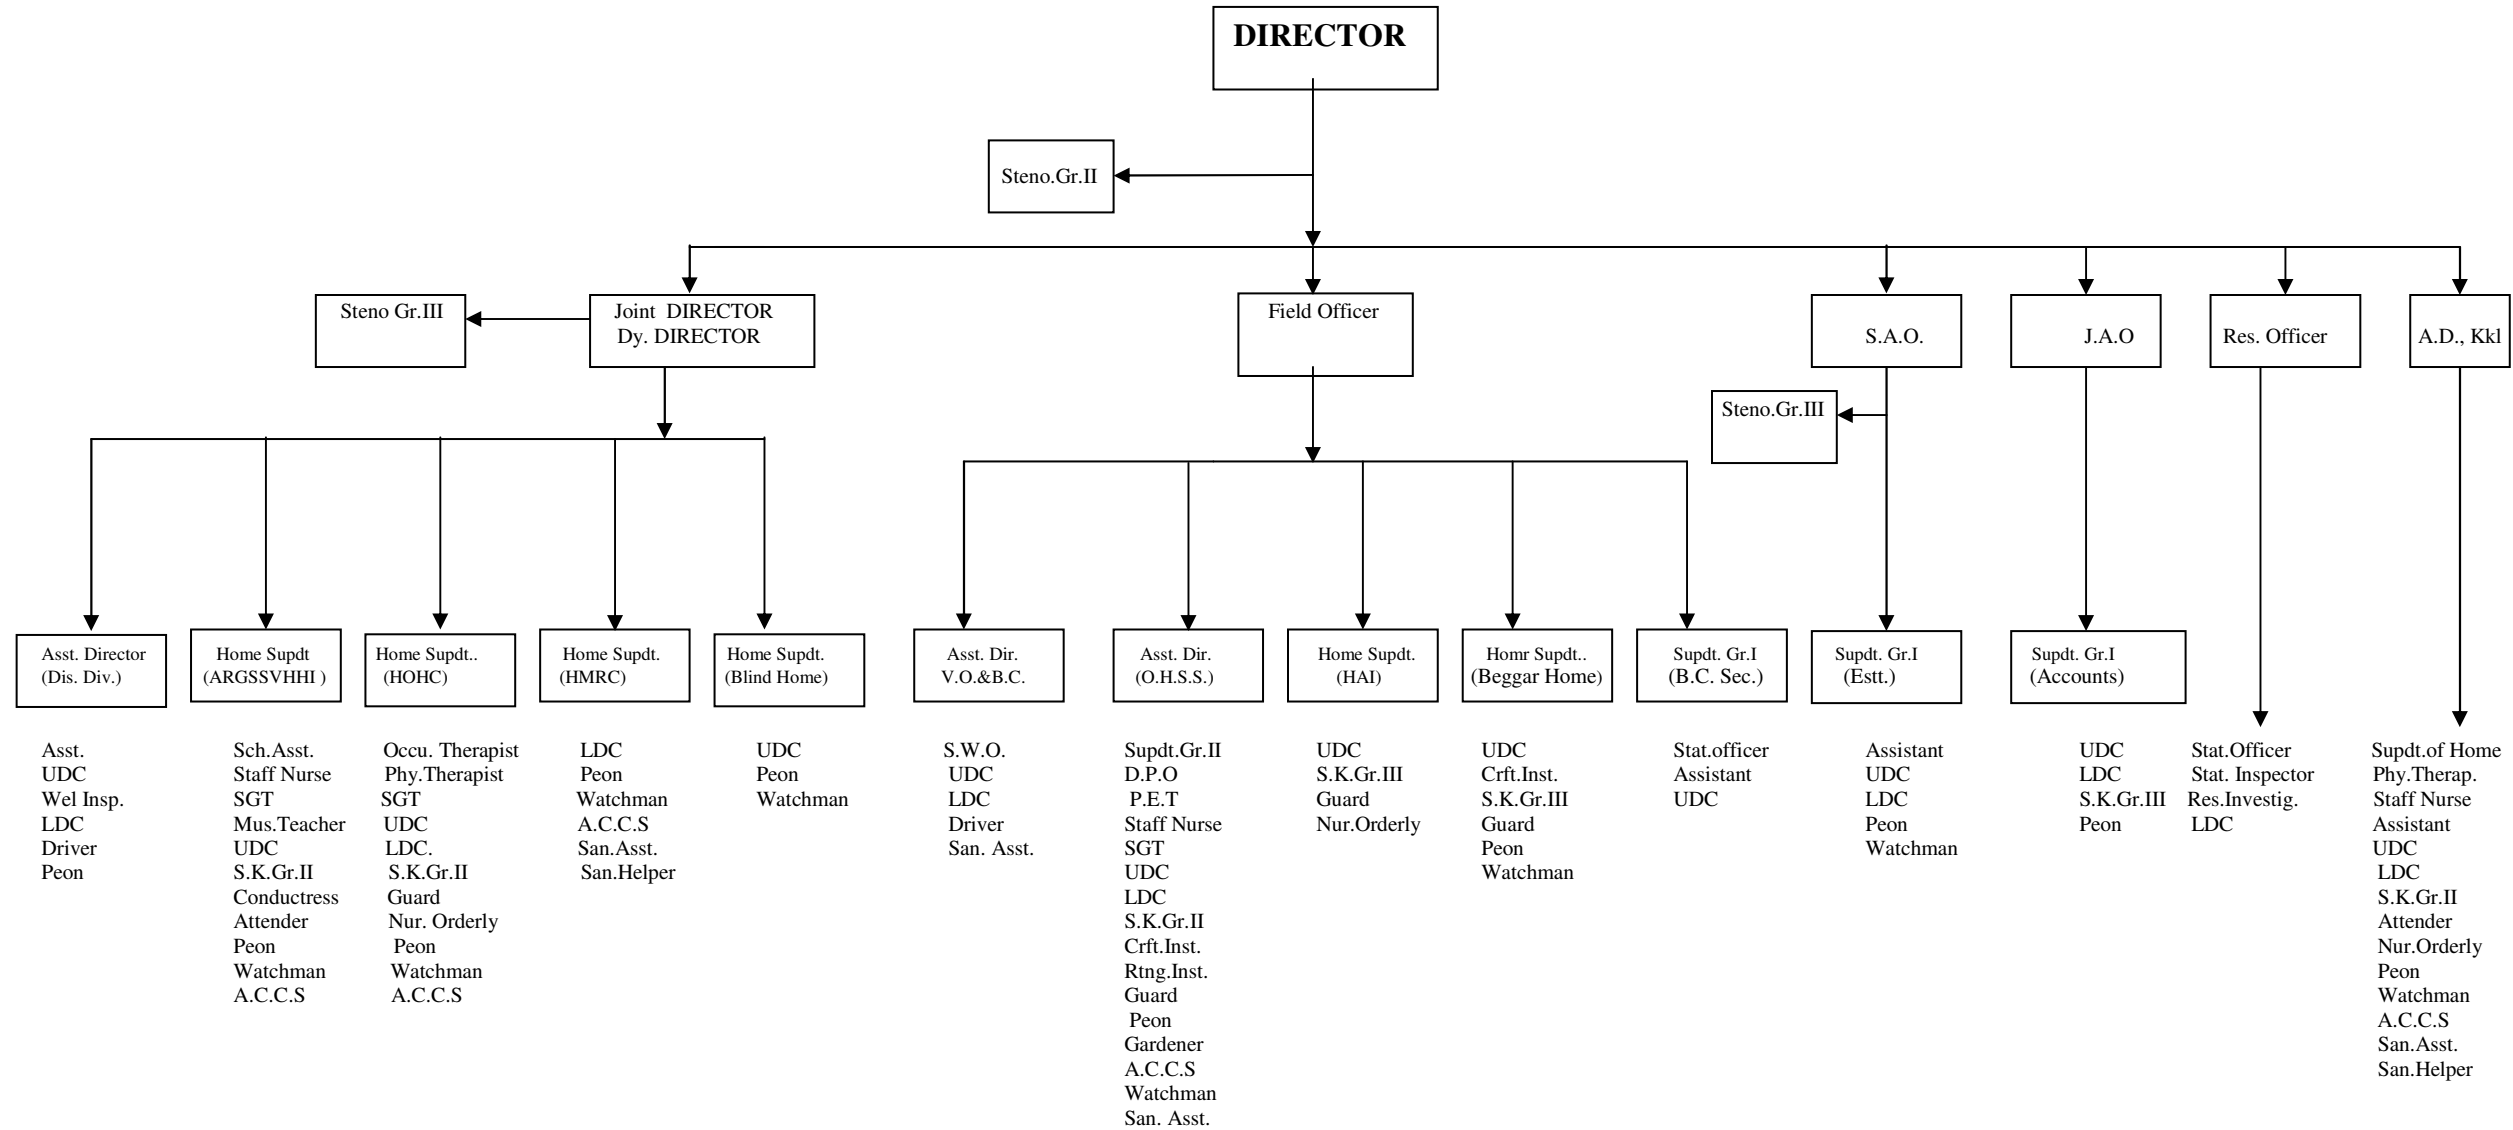 DIRECTOR
Steno.Gr.II
Steno Gr.III
Joint DIRECTOR
Dy. DIRECTOR
Field Officer
S.A.O.
J.A.O
Res. Officer
A.D., Kkl
Steno.Gr.III
Asst. Director
(Dis. Div.)
Home Supdt
(ARGSSVHHI )
Home Supdt..
(HOHC)
Home Supdt.
(HMRC)
Home Supdt.
(Blind Home)
Asst. Dir.
V.O.&B.C.
Asst. Dir.
(O.H.S.S.)
Home Supdt.
(HAI)
Homr Supdt..
(Beggar Home)
Supdt. Gr.I
(B.C. Sec.)
Supdt. Gr.I
(Estt.)
Supdt. Gr.I
(Accounts)
Asst.
UDC
Wel Insp.
LDC
Driver
Peon
Sch.Asst.
Staff Nurse
SGT
Mus.Teacher
UDC
S.K.Gr.II
Conductress
Attender
Peon
Watchman
A.C.C.S
Occu. Therapist
Phy.Therapist
SGT
UDC
LDC.
S.K.Gr.II
Guard
Nur. Orderly
Peon
Watchman
A.C.C.S
LDC
Peon
Watchman
A.C.C.S
San.Asst.
San.Helper
UDC
Peon
Watchman
S.W.O.
UDC
LDC
Driver
San. Asst.
Supdt.Gr.II
D.P.O
P.E.T
Staff Nurse
SGT
UDC
LDC
S.K.Gr.II
Crft.Inst.
Rtng.Inst.
Guard
Peon
Gardener
A.C.C.S
Watchman
San. Asst.
UDC
S.K.Gr.III
Guard
Nur.Orderly
UDC
Crft.Inst.
S.K.Gr.III
Guard
Peon
Watchman
Stat.officer
Assistant
UDC
Assistant
UDC
LDC
Peon
Watchman
UDC
LDC
S.K.Gr.III
Peon
Stat.Officer
Stat. Inspector
Res.Investig.
LDC
Supdt.of Home
Phy.Therap.
Staff Nurse
Assistant
UDC
LDC
S.K.Gr.II
Attender
Nur.Orderly
Peon
Watchman
A.C.C.S
San.Asst.
San.Helper